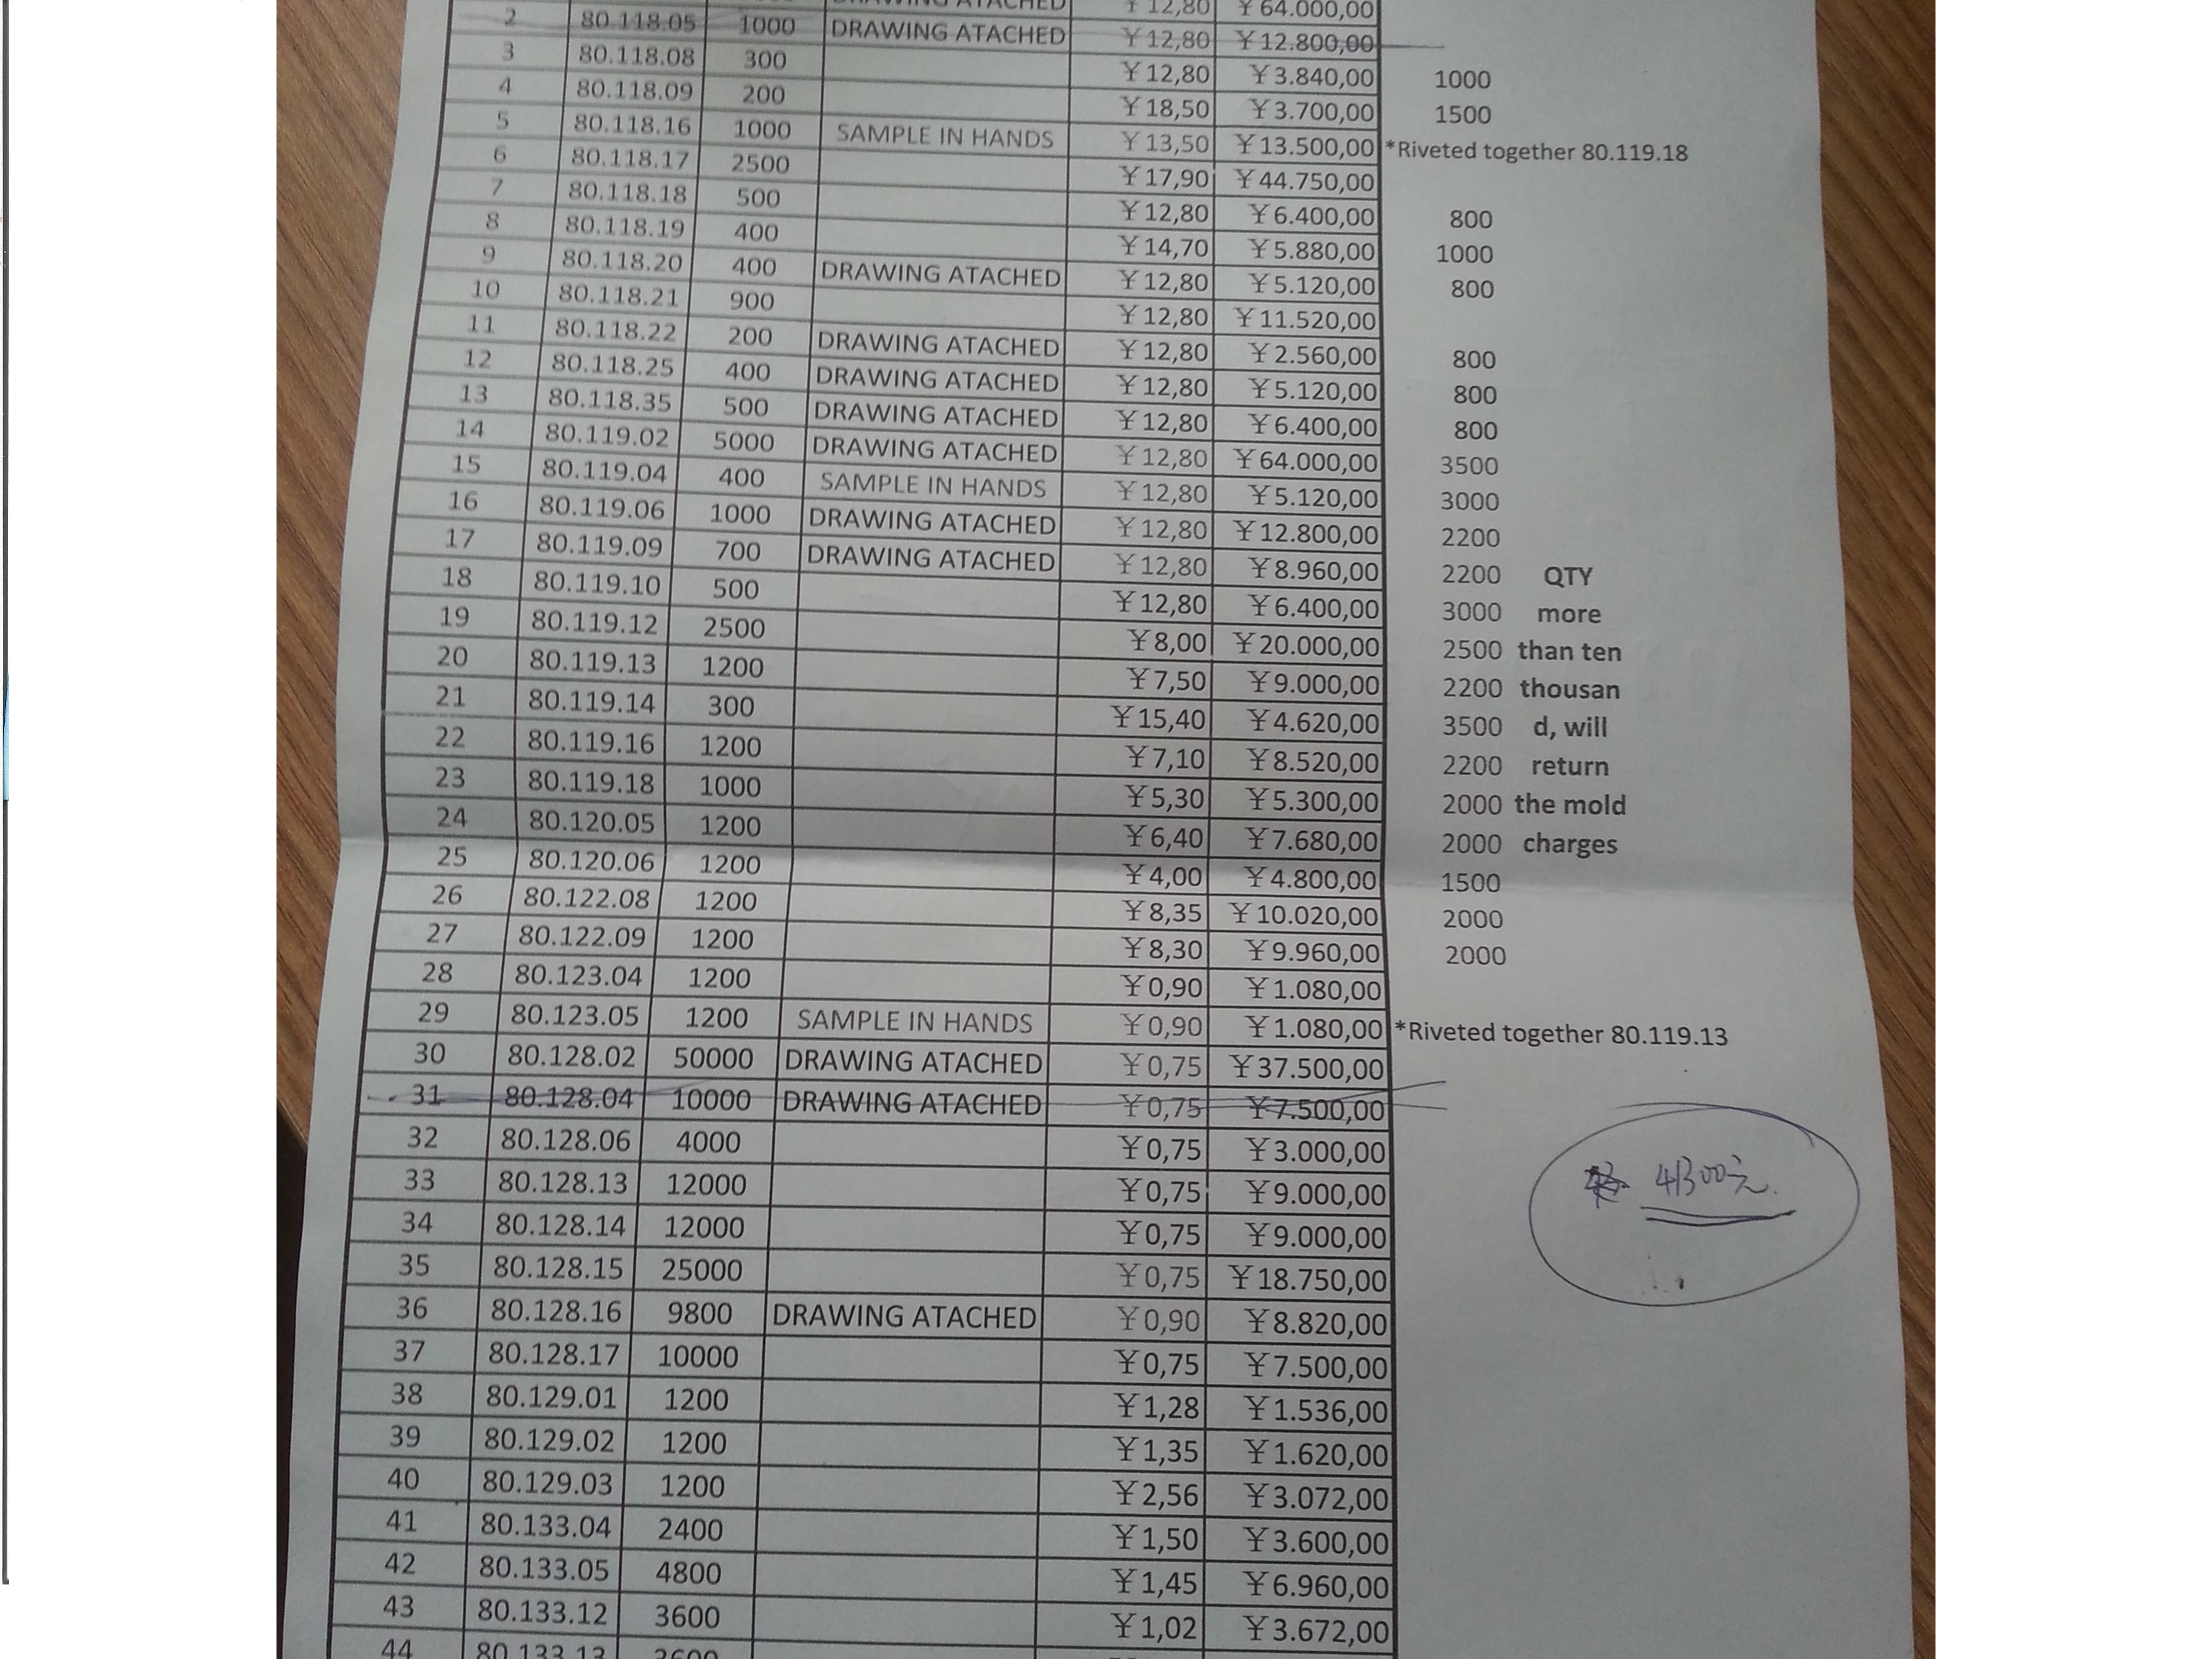 DRAWING ATACHED ￥12,80 ￥64.000,00
2 80.118.05 1000 DRAWING ATACHED ￥12,80 ￥12.800,00
3 80.118.08 300 ￥12,80 ￥3.840,00 1000
4 80.118.09 200 ￥18,50 ￥3.700,00 1500
5 80.118.16 1000 SAMPLE IN HANDS ￥13,50 ￥13.500,00 *Riveted together 80.119.18
6 80.118.17 2500 ￥17,90 ￥44.750,00
7 80.118.18 500 ￥12,80 ￥6.400,00 800
8 80.118.19 400 ￥14,70 ￥5.880,00 1000
9 80.118.20 400 DRAWING ATACHED ￥12,80 ￥5.120,00 800
10 80.118.21 900 ￥12,80 ￥11.520,00
11 80.118.22 200 DRAWING ATACHED ￥12,80 ￥2.560,00 800
12 80.118.25 400 DRAWING ATACHED ￥12,80 ￥5.120,00 800
13 80.118.35 500 DRAWING ATACHED ￥12,80 ￥6.400,00 800
14 80.119.02 5000 DRAWING ATACHED ￥12,80 ￥64.000,00 3500
15 80.119.04 400 SAMPLE IN HANDS ￥12,80 ￥5.120,00 3000
16 80.119.06 1000 DRAWING ATACHED ￥12,80 ￥12.800,00 2200
17 80.119.09 700 DRAWING ATACHED ￥12,80 ￥8.960,00 2200 QTY
18 80.119.10 500 ￥12,80 ￥6.400,00 3000 more
19 80.119.12 2500 ￥8,00 ￥20.000,00 2500 than ten
20 80.119.13 1200 ￥7,50 ￥9.000,00 2200 thousan
21 80.119.14 300 ￥15,40 ￥4.620,00 3500 d, will
22 80.119.16 1200 ￥7,10 ￥8.520,00 2200 return
23 80.119.18 1000 ￥5,30 ￥5.300,00 2000 the mold
24 80.120.05 1200 ￥6,40 ￥7.680,00 2000 charges
25 80.120.06 1200 ￥4,00 ￥4.800,00 1500
26 80.122.08 1200 ￥8,35 ￥10.020,00 2000
27 80.122.09 1200 ￥8,30 ￥9.960,00 2000
28 80.123.04 1200 ￥0,90 ￥1.080,00
29 80.123.05 1200 SAMPLE IN HANDS ￥0,90 ￥1.080,00 *Riveted together 80.119.13
30 80.128.02 50000 DRAWING ATACHED ￥0,75 ￥37.500,00
31 80.128.04 10000 DRAWING ATACHED ￥0,75 ￥7.500,00
32 80.128.06 4000 ￥0,75 ￥3.000,00
33 80.128.13 12000 ￥0,75 ￥9.000,00
34 80.128.14 12000 ￥0,75 ￥9.000,00
35 80.128.15 25000 ￥0,75 ￥18.750,00
36 80.128.16 9800 DRAWING ATACHED ￥0,90 ￥8.820,00
37 80.128.17 10000 ￥0,75 ￥7.500,00
38 80.129.01 1200 ￥1,28 ￥1.536,00
39 80.129.02 1200 ￥1,35 ￥1.620,00
40 80.129.03 1200 ￥2,56 ￥3.072,00
41 80.133.04 2400 ￥1,50 ￥3.600,00
42 80.133.05 4800 ￥1,45 ￥6.960,00
43 80.133.12 3600 ￥1,02 ￥3.672,00
44 80.133.13 3600